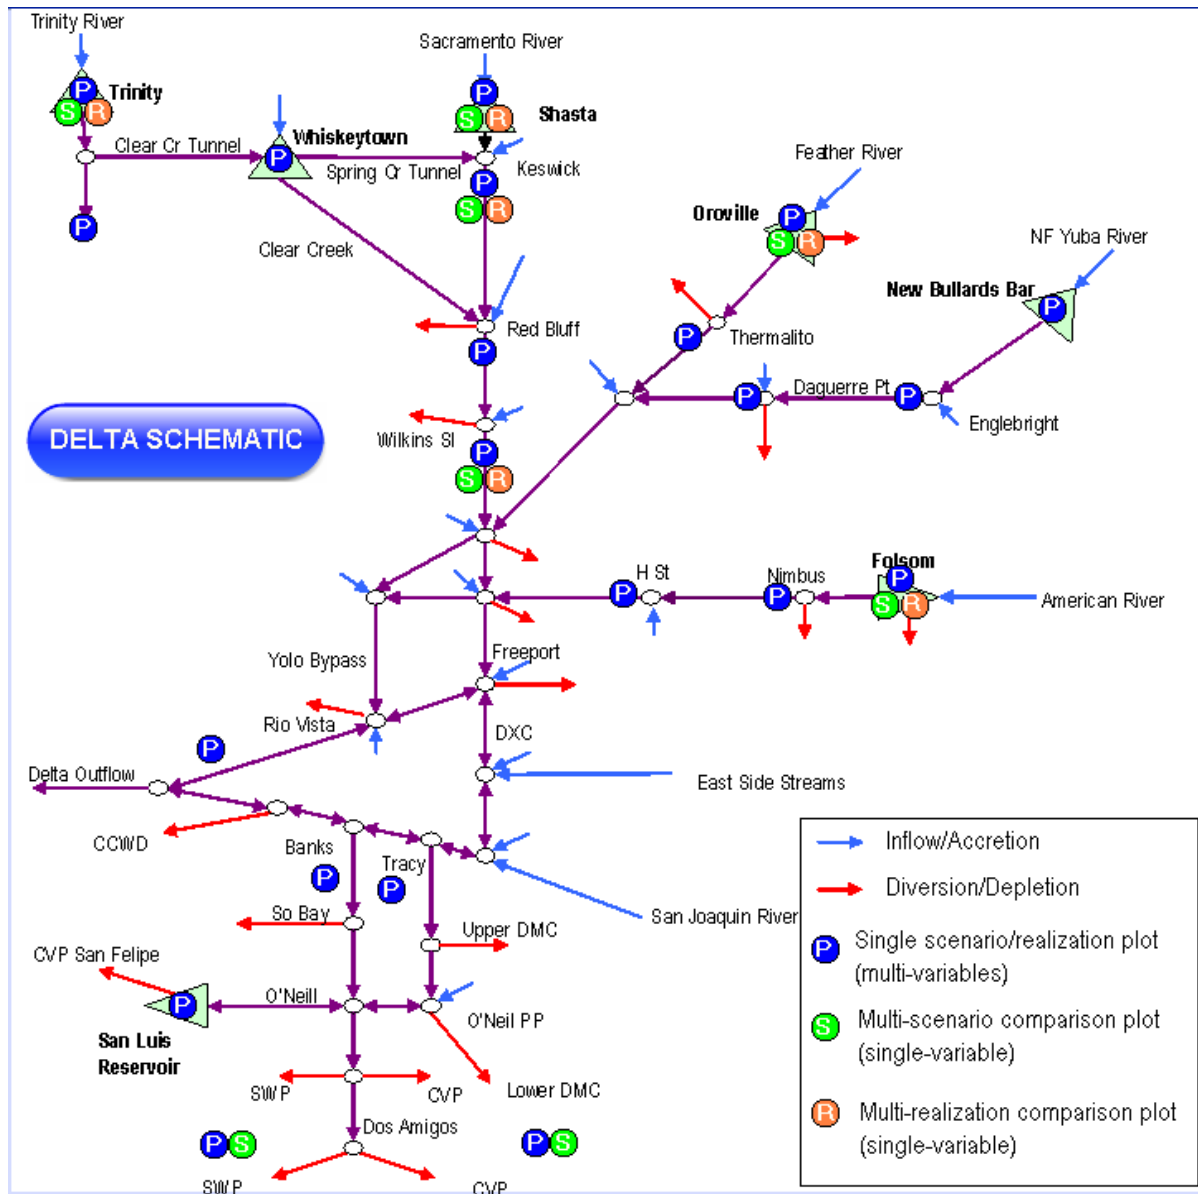 Trinity River
Sacramento River
P
Trinity
S R
P
Shasta
S R
Clear Cr Tunnel
Whiskeytown
P
Spring Cr Tunnel
Keswick
P
S R
P
Clear Creek
Feather River
Oroville
P
S R
NF Yuba River
New Bullards Bar
P
Red Bluff
P
Thermalito
P
Daguerre Pt
P
P
Englebright
DELTA SCHEMATIC
Wilkins Sl
P
S R
Folsom
P
S R
H St
P
Nimbus
P
American River
Yolo Bypass
Freeport
Rio Vista
P
DXC
Delta Outflow
East Side Streams
CCWD
Banks
P
Tracy
P
So Bay
San Joaquin River
Upper DMC
CVP San Felipe
P
O'Neill
O'Neil PP
San Luis
Reservoir
SWP
CVP
Lower DMC
Dos Amigos
P S
P S
SWP
CVP
Inflow/Accretion
Diversion/Depletion
P
Single scenario/realization plot
(multi-variables)
S
Multi-scenario comparison plot
(single-variable)
R
Multi-realization comparison plot
(single-variable)